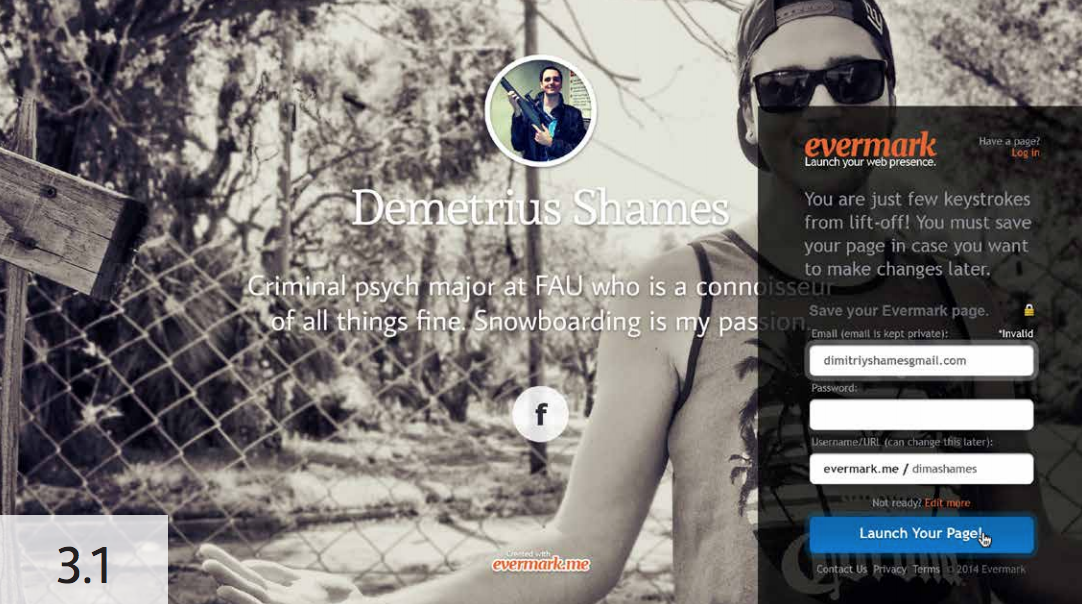 Demetrius Shames
Criminal psych major at FAU who is a connoisseur
of all things fine. Snowboarding is my passion.
f
Created with
evermark.me
evermark
Launch your web presence.
Have a page?
Log in
You are just few keystrokes
from lift-off! You must save
your page in case you want
to make changes later.
Save your Evermark page.
Email (email is kept private):
*Invalid
dimitriyshamesgmail.com
Password:
Username/URL (can change this later):
evermark.me / dimashames
Not ready? Edit more
Launch Your Page!
Contact Us Privacy Terms © 2014 Evermark
3.1